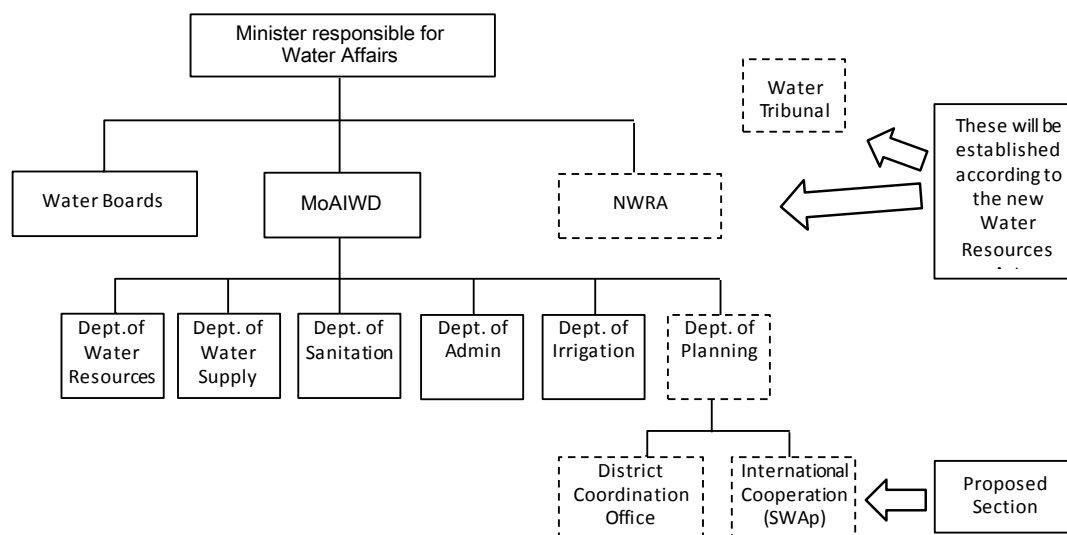 Minister responsible for
Water Affairs
Water
Tribunal
These will be
established
according to
the new
Water
Resources
Water Boards
MoAIWD
NWRA
Dept.of
Water
Resources
Dept. of
Water
Supply
Dept. of
Sanitation
Dept. of
Admin
Dept. of
Irrigation
Dept. of
Planning
District
Coordination
Office
International
Cooperation
(SWAp)
Proposed
Section